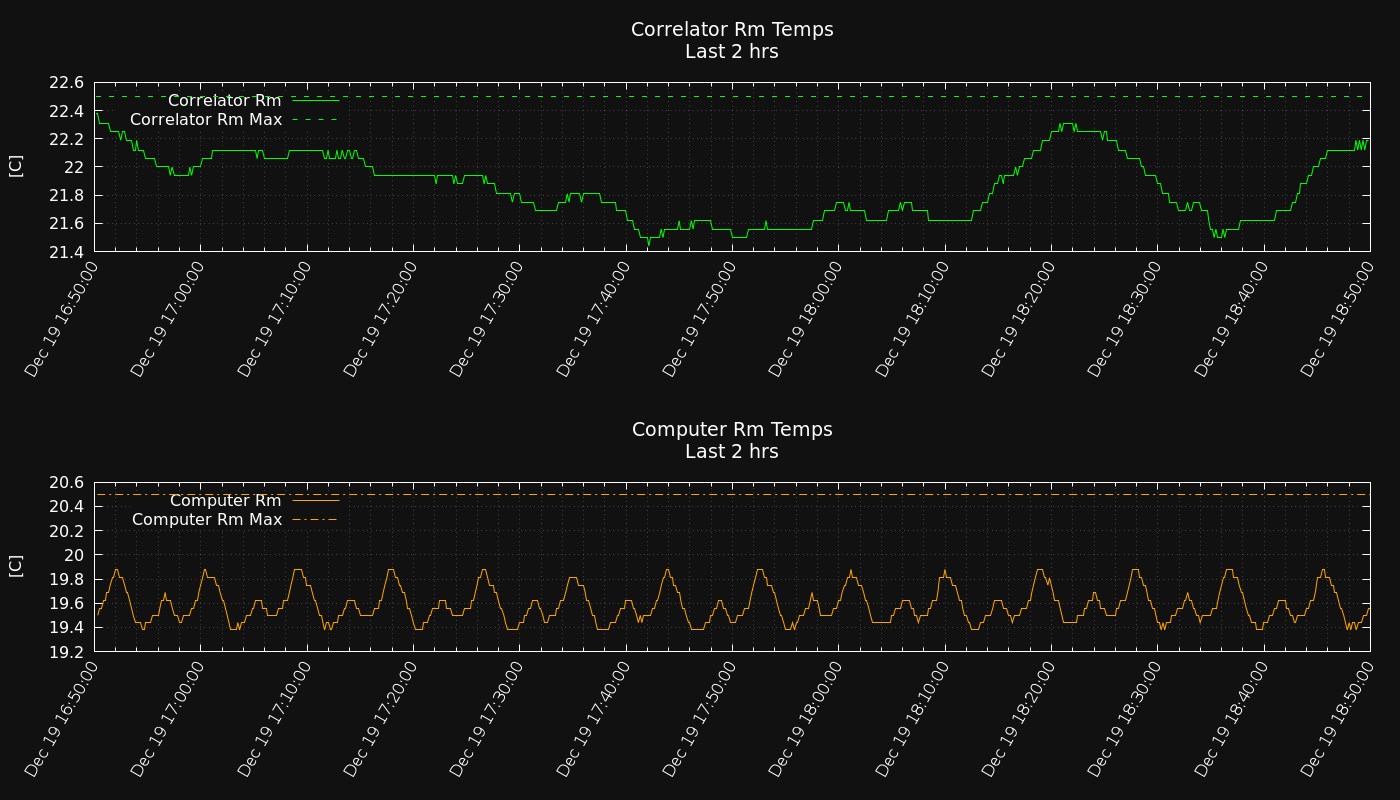 Correlator Rm Temps
Last 2 hrs
22.6
22.4
22.2
22
21.8
21.6
21.4
[C]
Correlator Rm
Correlator Rm Max
Dec 19 16:50:00
Dec 19 17:00:00
Dec 19 17:10:00
Dec 19 17:20:00
Dec 19 17:30:00
Dec 19 17:40:00
Dec 19 17:50:00
Dec 19 18:00:00
Dec 19 18:10:00
Dec 19 18:20:00
Dec 19 18:30:00
Dec 19 18:40:00
Dec 19 18:50:00
Computer Rm Temps
Last 2 hrs
20.6
20.4
20.2
20
19.8
19.6
19.4
19.2
[C]
Computer Rm
Computer Rm Max
Dec 19 16:50:00
Dec 19 17:00:00
Dec 19 17:10:00
Dec 19 17:20:00
Dec 19 17:30:00
Dec 19 17:40:00
Dec 19 17:50:00
Dec 19 18:00:00
Dec 19 18:10:00
Dec 19 18:20:00
Dec 19 18:30:00
Dec 19 18:40:00
Dec 19 18:50:00